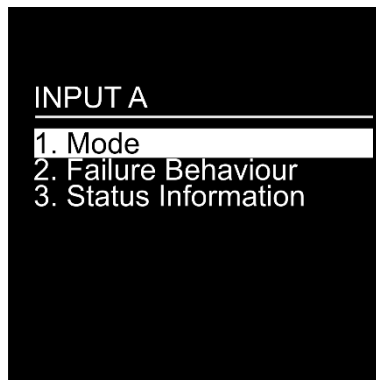 INPUT A
1. Mode
2. Failure Behaviour
3. Status Information